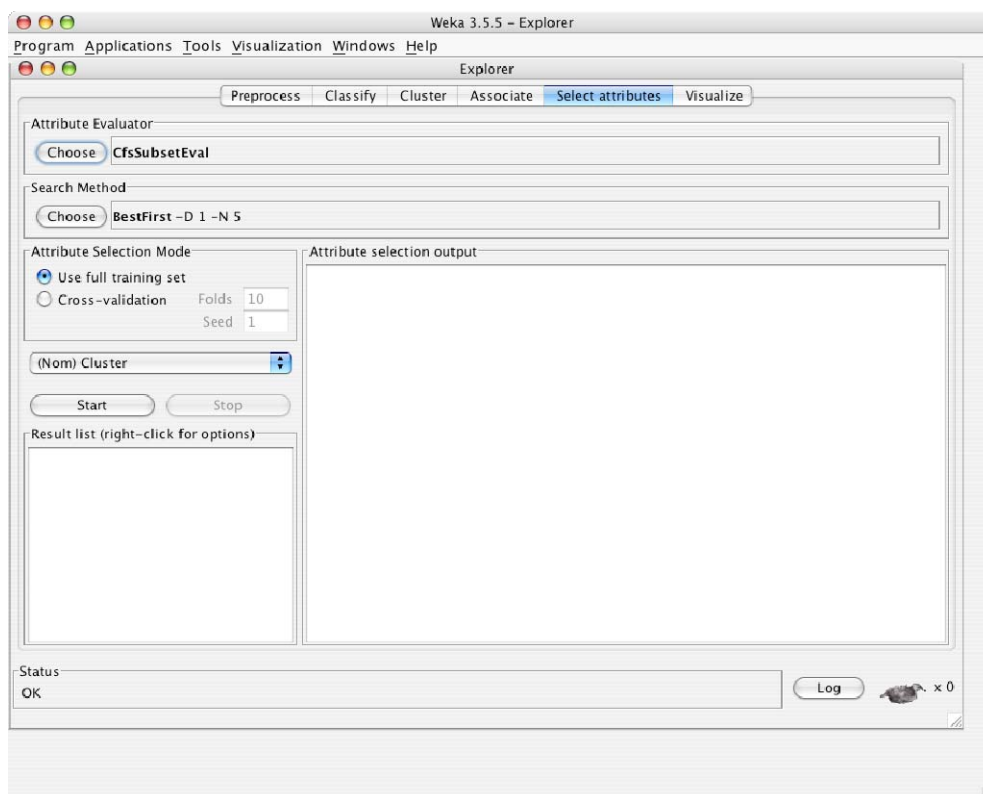 Weka 3.5.5 – Explorer
Program Applications Tools Visualization Windows Help
Explorer
Preprocess Classify Cluster Associate Select attributes Visualize
Attribute Evaluator
Choose CfsSubsetEval
Search Method
Choose BestFirst -D 1 -N 5
Attribute Selection Mode
Use full training set
Cross-validation Folds 10
Seed 1
(Nom) Cluster
Start Stop
Result list (right-click for options)
Attribute selection output
Status
OK
Log x 0